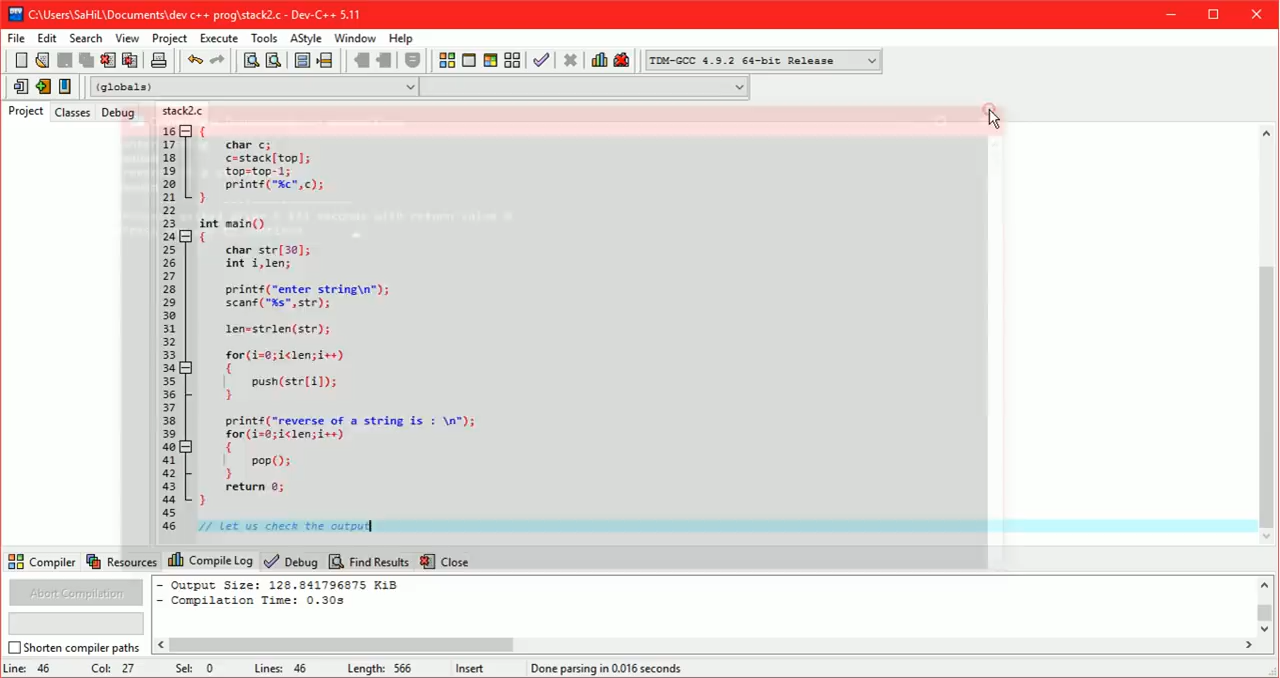 C:\Users\SaHiL\Documents\dev c++ prog\stack2.c - Dev-C++ 5.11
File Edit Search View Project Execute Tools AStyle Window Help
TDM-GCC 4.9.2 64-bit Release
(globals)
Project Classes Debug stack2.c
16 {
17 char c;
18 c=stack[top];
19 top=top-1;
20 printf("%c",c);
21 }
22
23 int main()
24 {
25 char str[30];
26 int i,len;
27
28 printf("enter string\n");
29 scanf("%s",str);
30
31 len=strlen(str);
32
33 for(i=0;i<len;i++)
34 {
35 push(str[i]);
36 }
37
38 printf("reverse of a string is : \n");
39 for(i=0;i<len;i++)
40 {
41 pop();
42 }
43 return 0;
44 }
45
46 // let us check the output
Compiler Resources Compile Log Debug Find Results Close
Abort Compilation
- Output Size: 128.841796875 KiB
- Compilation Time: 0.30s
Shorten compiler paths
Line: 46 Col: 27 Sel: 0 Lines: 46 Length: 566 Insert Done parsing in 0.016 seconds